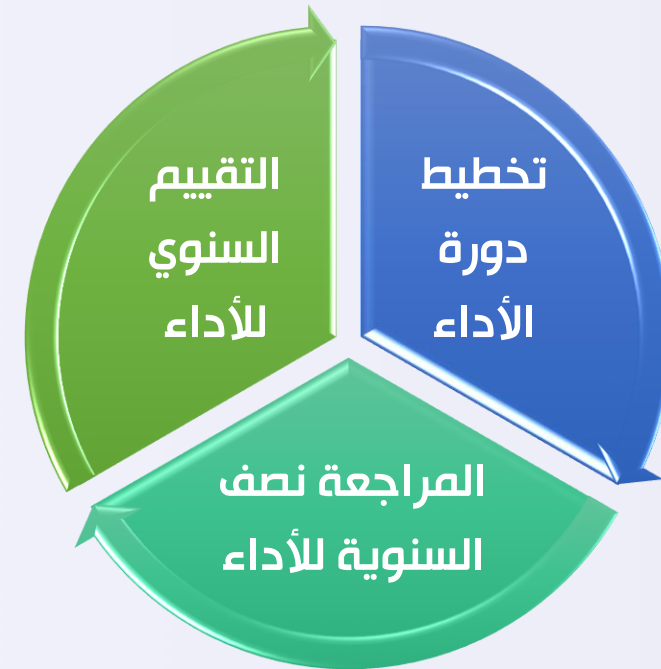 تخطيط
دورة
الأداء
المراجعة نصف
السنوية للأداء
التقييم
السنوي
للأداء